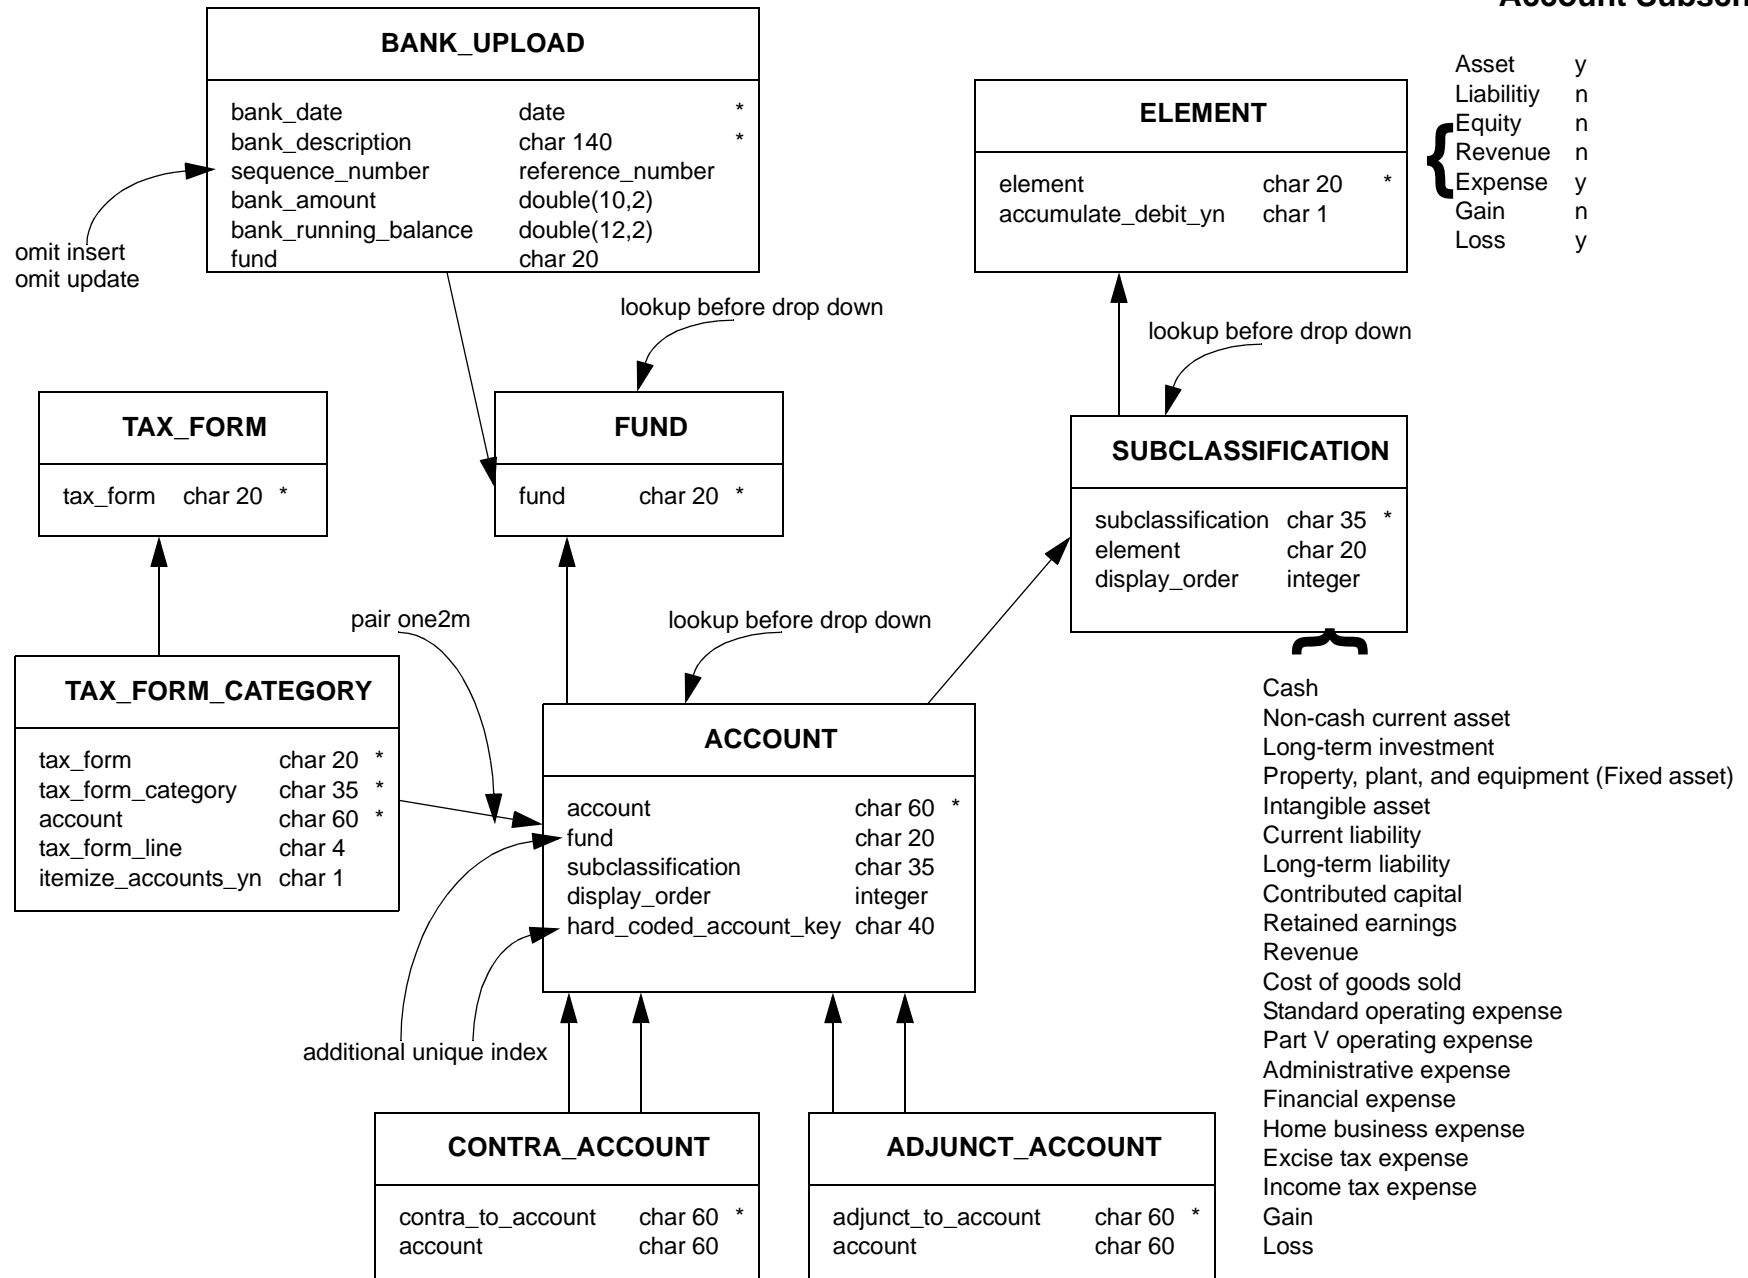 Account Subsch
BANK_UPLOAD
bank_date date *
bank_description char 140 *
sequence_number reference_number
bank_amount double(10,2)
bank_running_balance double(12,2)
fund char 20
omit insert
omit update
ELEMENT
element char 20 *
accumulate_debit_yn char 1
Asset y
Liabilitiy n
{
Equity n
Revenue n
Expense y
Gain n
Loss y
lookup before drop down
lookup before drop down
TAX_FORM
tax_form char 20 *
FUND
fund char 20 *
SUBCLASSIFICATION
subclassification char 35 *
element char 20
display_order integer
{
pair one2m
lookup before drop down
TAX_FORM_CATEGORY
tax_form char 20 *
tax_form_category char 35 *
account char 60 *
tax_form_line char 4
itemize_accounts_yn char 1
ACCOUNT
account char 60 *
fund char 20
subclassification char 35
display_order integer
hard_coded_account_key char 40
additional unique index
Cash
Non-cash current asset
Long-term investment
Property, plant, and equipment (Fixed asset)
Intangible asset
Current liability
Long-term liability
Contributed capital
Retained earnings
Revenue
Cost of goods sold
Standard operating expense
Part V operating expense
Administrative expense
Financial expense
Home business expense
Excise tax expense
Income tax expense
Gain
Loss
CONTRA_ACCOUNT
contra_to_account char 60 *
account char 60
ADJUNCT_ACCOUNT
adjunct_to_account char 60 *
account char 60